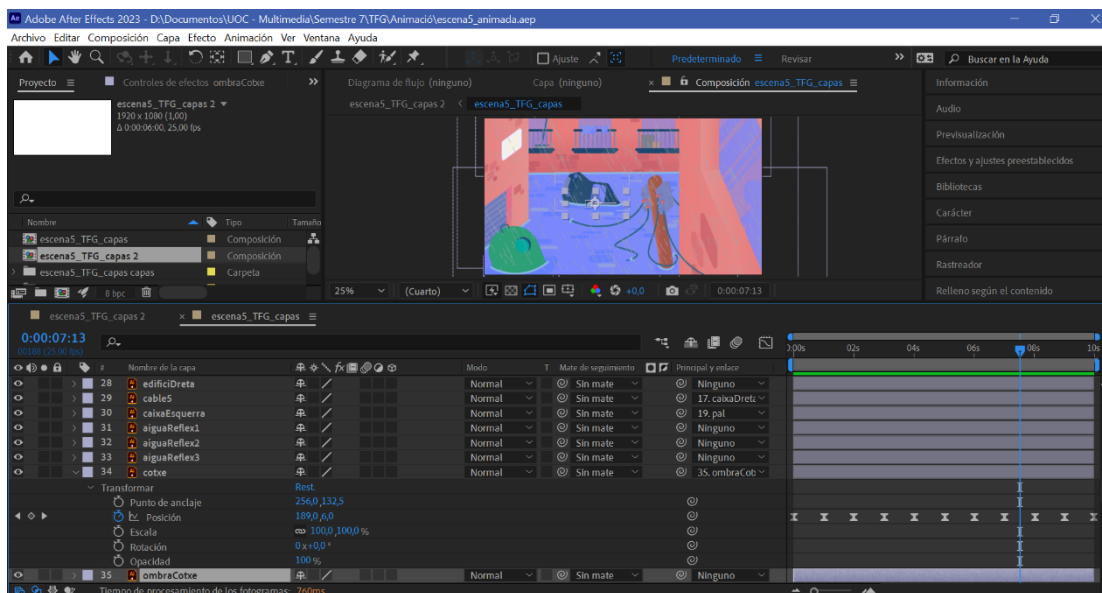 Adobe After Effects 2023 - D:\Documentos\UOC - Multimedia\Semestre 7\TFG\Animació\escena5_animada.aep
Archivo Editar Composición Capa Efecto Animación Ver Ventana Ayuda
Ajuste Predeterminado Revisar Buscar en la Ayuda
Proyecto Controles de efectos ombraCotxe Diagrama de flujo (ninguno) Capa (ninguno) Composición escena5_TFG_capas Información
escena5_TFG_capas 2 escena5_TFG_capas 2 escena5_TFG_capas
1920 x 1080 (1,00) Audio
Δ 0:00:06:00, 25,00 fps
Previsualización
Efectos y ajustes preestablecidos
Bibliotecas
Nombre Tipo Tamaño Carácter
escena5_TFG_capas Composición Párrafo
escena5_TFG_capas 2 Composición Rastreador
escena5_TFG_capas capas Carpeta
8 bpc 25% (Cuarto) +0,0 0:00:07:13 Relleno según el contenido
escena5_TFG_capas 2 escena5_TFG_capas
0:00:07:13
00188 (25.00 fps) 02s 04s 06s 08s 10s
# Nombre de la capa Modo T Mate de seguimiento Principal y enlace
28 edificiDreta Normal Sin mate Ninguno
29 cable5 Normal Sin mate 17. caixaDreta
30 caixaEsquerra Normal Sin mate 19. pal
31 aiguaReflex1 Normal Sin mate Ninguno
32 aiguaReflex2 Normal Sin mate Ninguno
33 aiguaReflex3 Normal Sin mate Ninguno
34 cotxe Normal Sin mate 35. ombraCot
Transformar Rest.
Punto de anclaje 256,0,132,5
Posición 189,0,6,0
Escala 100,0,100,0 %
Rotación 0 x+0,0 °
Opacidad 100 %
35 ombraCotxe Normal Sin mate Ninguno
Tiempo de procesamiento de los fotogramas: 760ms